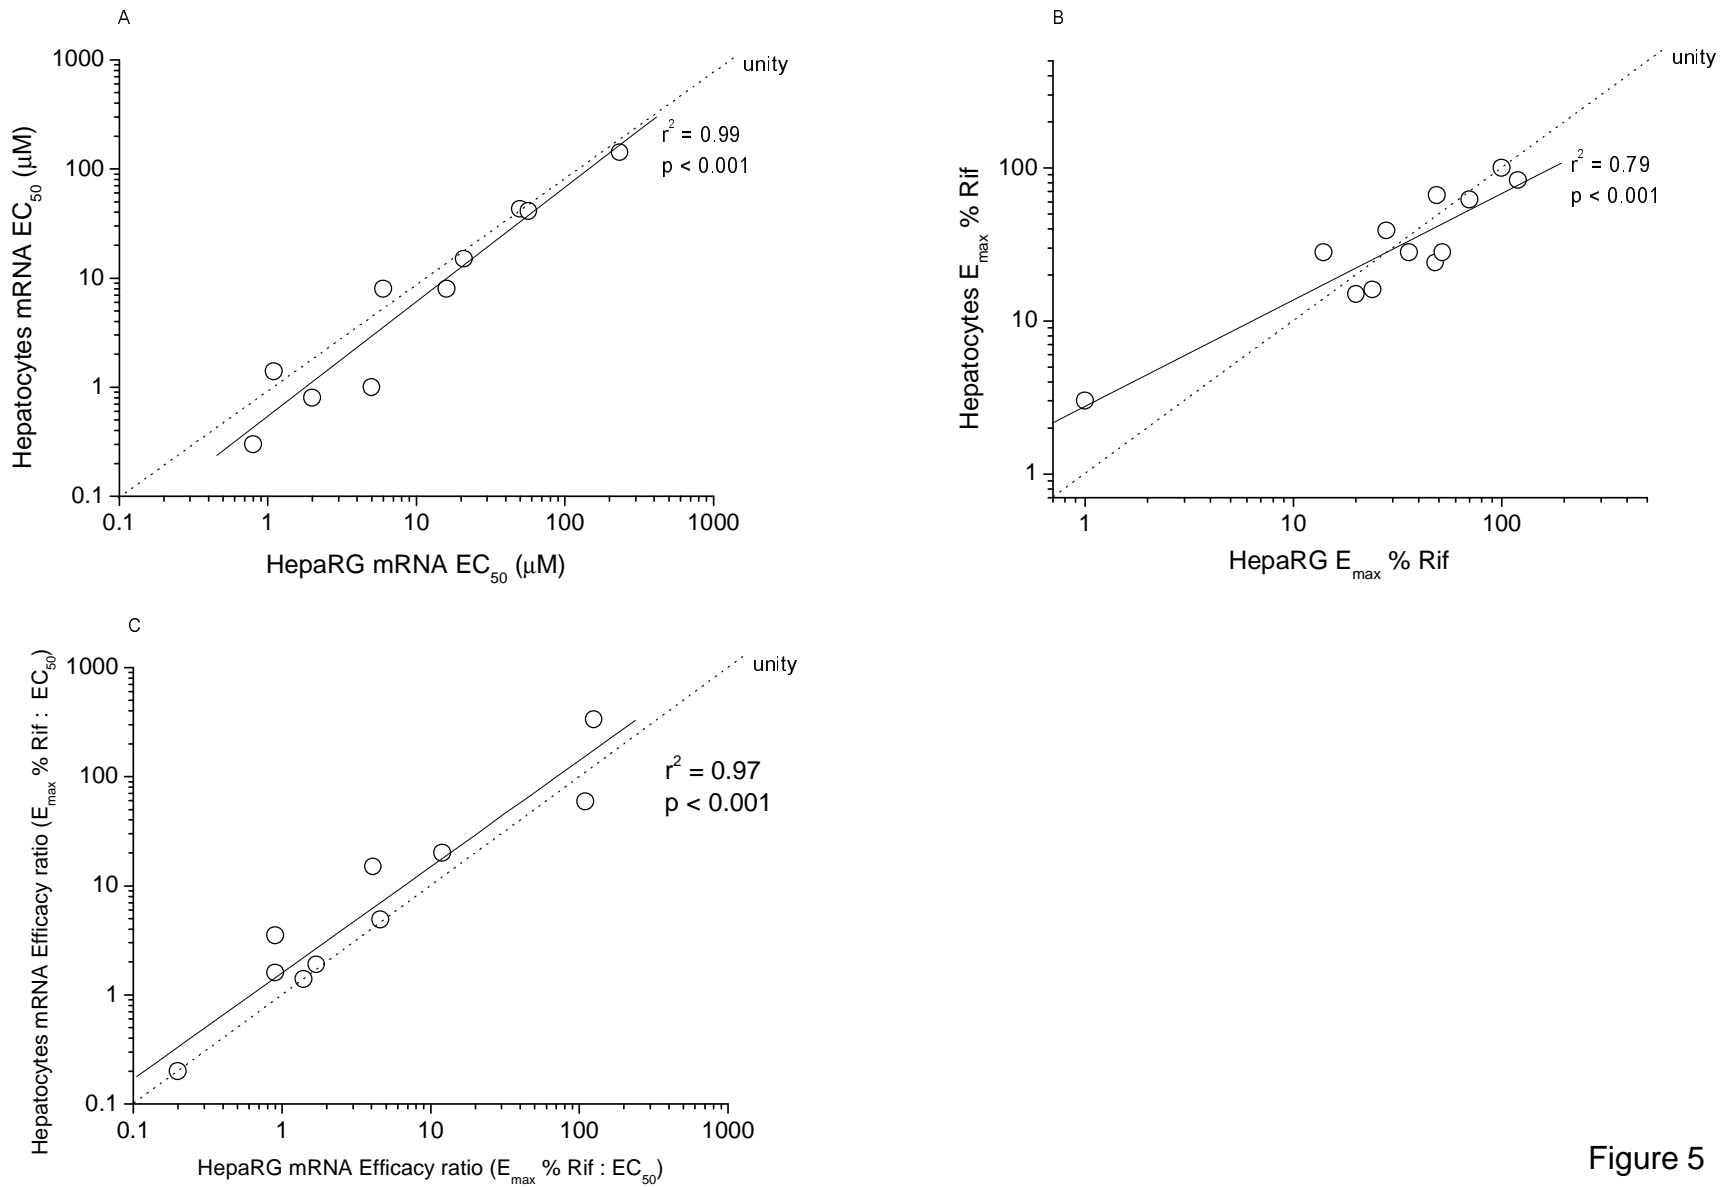 A
1000
100
10
1
0.1
Hepatocytes mRNA EC50 (μM)
unity
r2 = 0.99
p < 0.001
0.1 1 10 100 1000
HepaRG mRNA EC50 (μM)
B
100
10
1
Hepatocytes Emax % Rif
unity
r2 = 0.79
p < 0.001
1 10 100
HepaRG Emax % Rif
C
1000
100
10
1
0.1
Hepatocytes mRNA Efficacy ratio (Emax % Rif : EC50)
unity
r2 = 0.97
p < 0.001
0.1 1 10 100 1000
HepaRG mRNA Efficacy ratio (Emax % Rif : EC50)
Figure 5